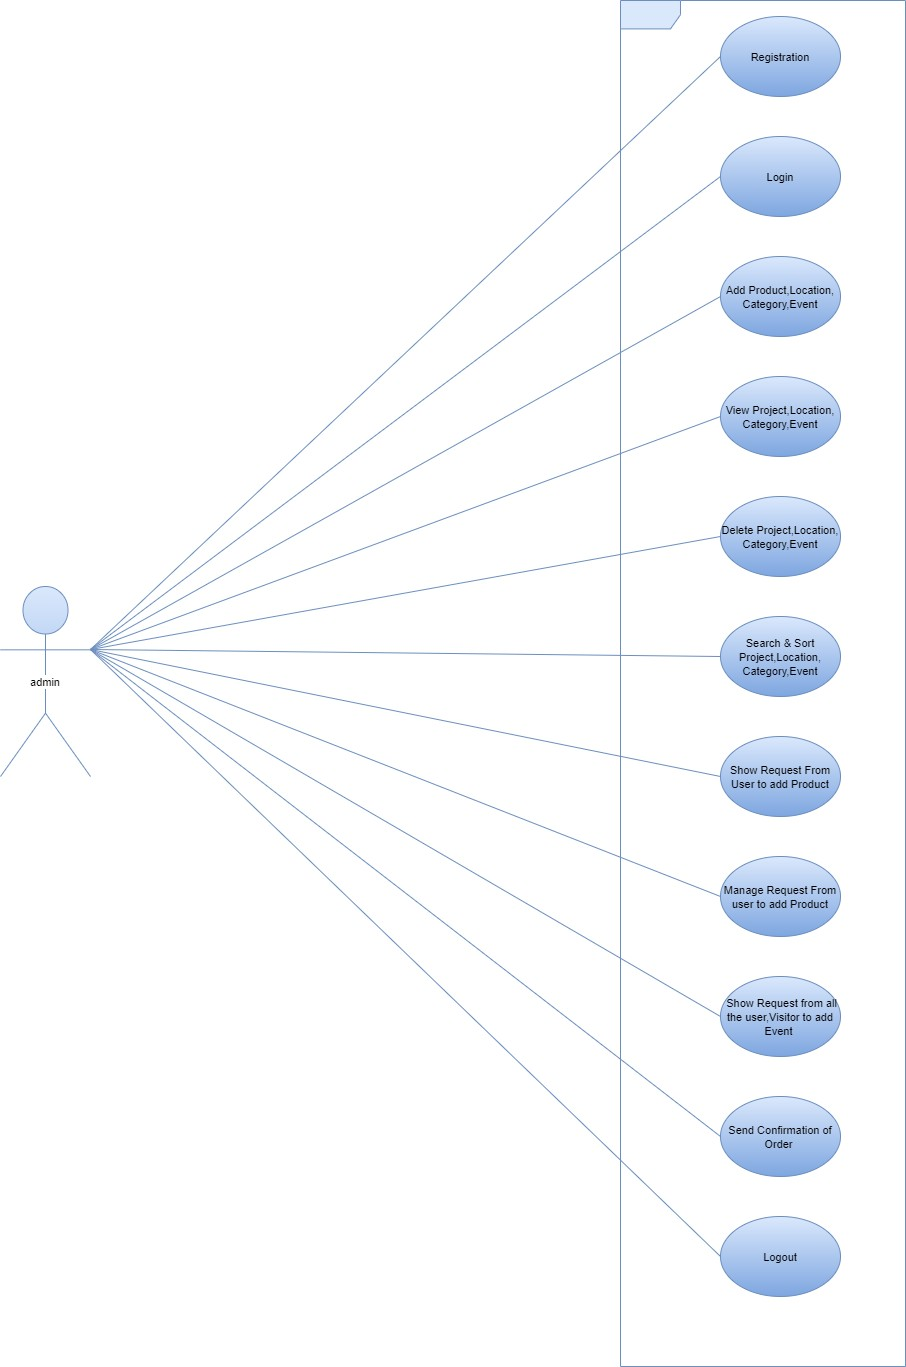 Registration
Login
Add Product,Location,
Category,Event
View Project,Location,
Category,Event
Delete Project,Location,
Category,Event
Search & Sort
Project,Location,
Category,Event
admin
Show Request From
User to add Product
Manage Request From
user to add Product
Show Request from all
the user,Visitor to add
Event
Send Confirmation of
Order
Logout